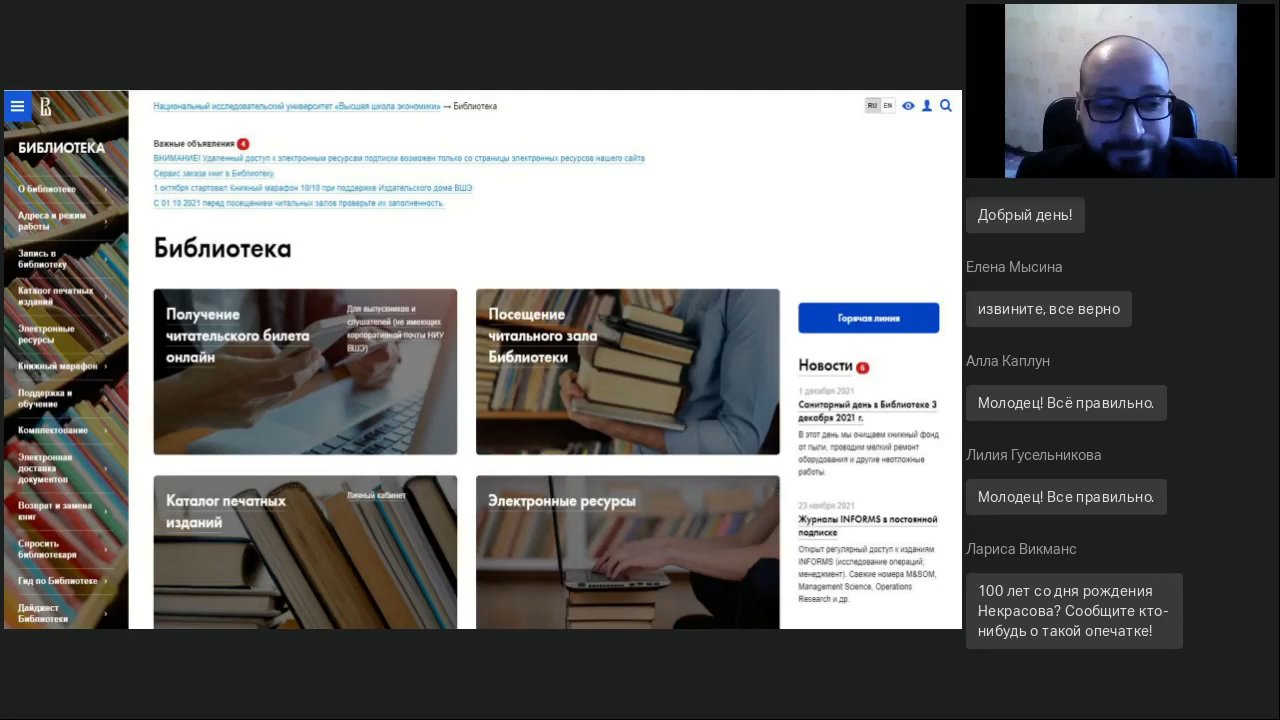 Национальный исследовательский университет «Высшая школа экономики» → Библиотека
RU EN
БИБЛИОТЕКА
О библиотеке
Адреса и режим
работы
Запись в
библиотеку
Каталог печатных
изданий
Электронные
ресурсы
Книжный марафон
Поддержка и
обучение
Комплектование
Электронная
доставка
документов
Возврат и замена
книг
Спросить
библиотекаря
Гид по Библиотеке
Дайджест
Библиотеки
Важные объявления 4
ВНИМАНИЕ! Удаленный доступ к электронным ресурсам подписки возможен только со страницы электронных ресурсов нашего сайта
Сервис заказа книг в Библиотеку.
1 октября стартовал Книжный марафон 10/10 при поддержке Издательского дома ВШЭ
С 01.10.2021 перед посещением читальных залов проверьте их заполненность.
Библиотека
Получение
читательского билета
онлайн
Для выпускников и
слушателей (не имеющих
корпоративной почты НИУ
ВШЭ)
Посещение
читального зала
Библиотеки
Каталог печатных
изданий
Личный кабинет
Электронные ресурсы
Горячая линия
Новости 6
1 декабря 2021
Санитарный день в Библиотеке 3
декабря 2021 г.
В этот день мы очищаем книжный фонд
от пыли, проводим мелкий ремонт
оборудования и другие неотложные
работы.
23 ноября 2021
Журналы INFORMS в постоянной
подписке
Открыт регулярный доступ к изданиям
INFORMS (исследование операций;
менеджмент). Свежие номера M&SOM,
Management Science, Operations
Research и др.
Добрый день!
Елена Мысина
извините, все верно
Алла Каплун
Молодец! Всё правильно.
Лилия Гусельникова
Молодец! Все правильно.
Лариса Викманс
100 лет со дня рождения
Некрасова? Сообщите кто-
нибудь о такой опечатке!